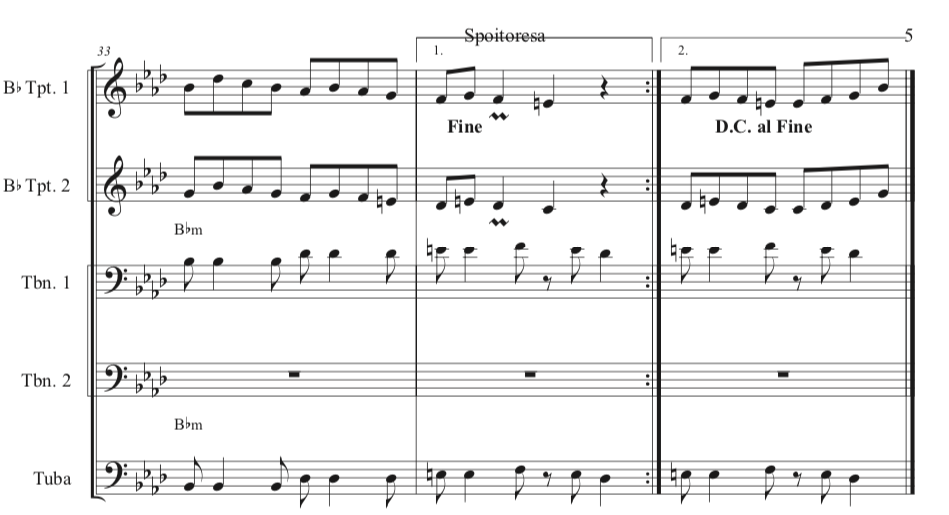 Spoitoresa
5
33
1.
2.
B♭ Tpt. 1
Fine
D.C. al Fine
B♭ Tpt. 2
B♭m
Tbn. 1
Tbn. 2
B♭m
Tuba